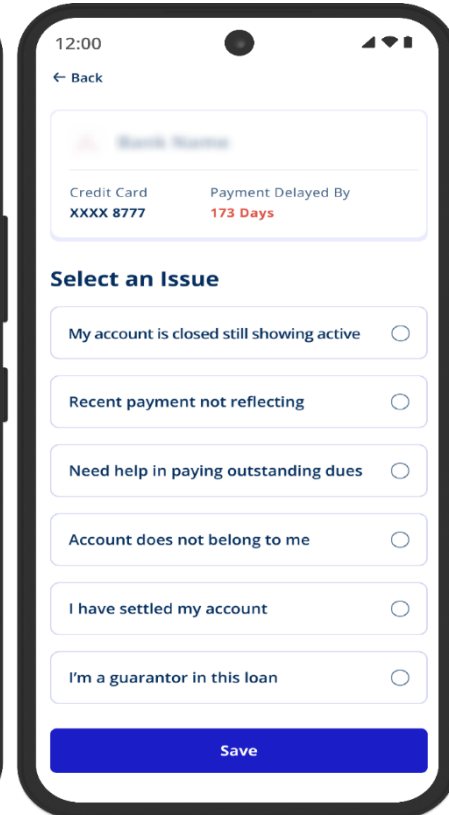 12:00
← Back
Credit Card Payment Delayed By
XXXX 8777 173 Days
Select an Issue
My account is closed still showing active
Recent payment not reflecting
Need help in paying outstanding dues
Account does not belong to me
I have settled my account
I'm a guarantor in this loan
Save